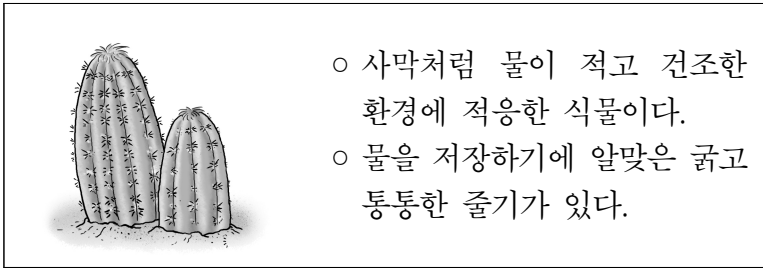 ○ 사막처럼 물이 적고 건조한
환경에 적응한 식물이다.
○ 물을 저장하기에 알맞은 굵고
통통한 줄기가 있다.